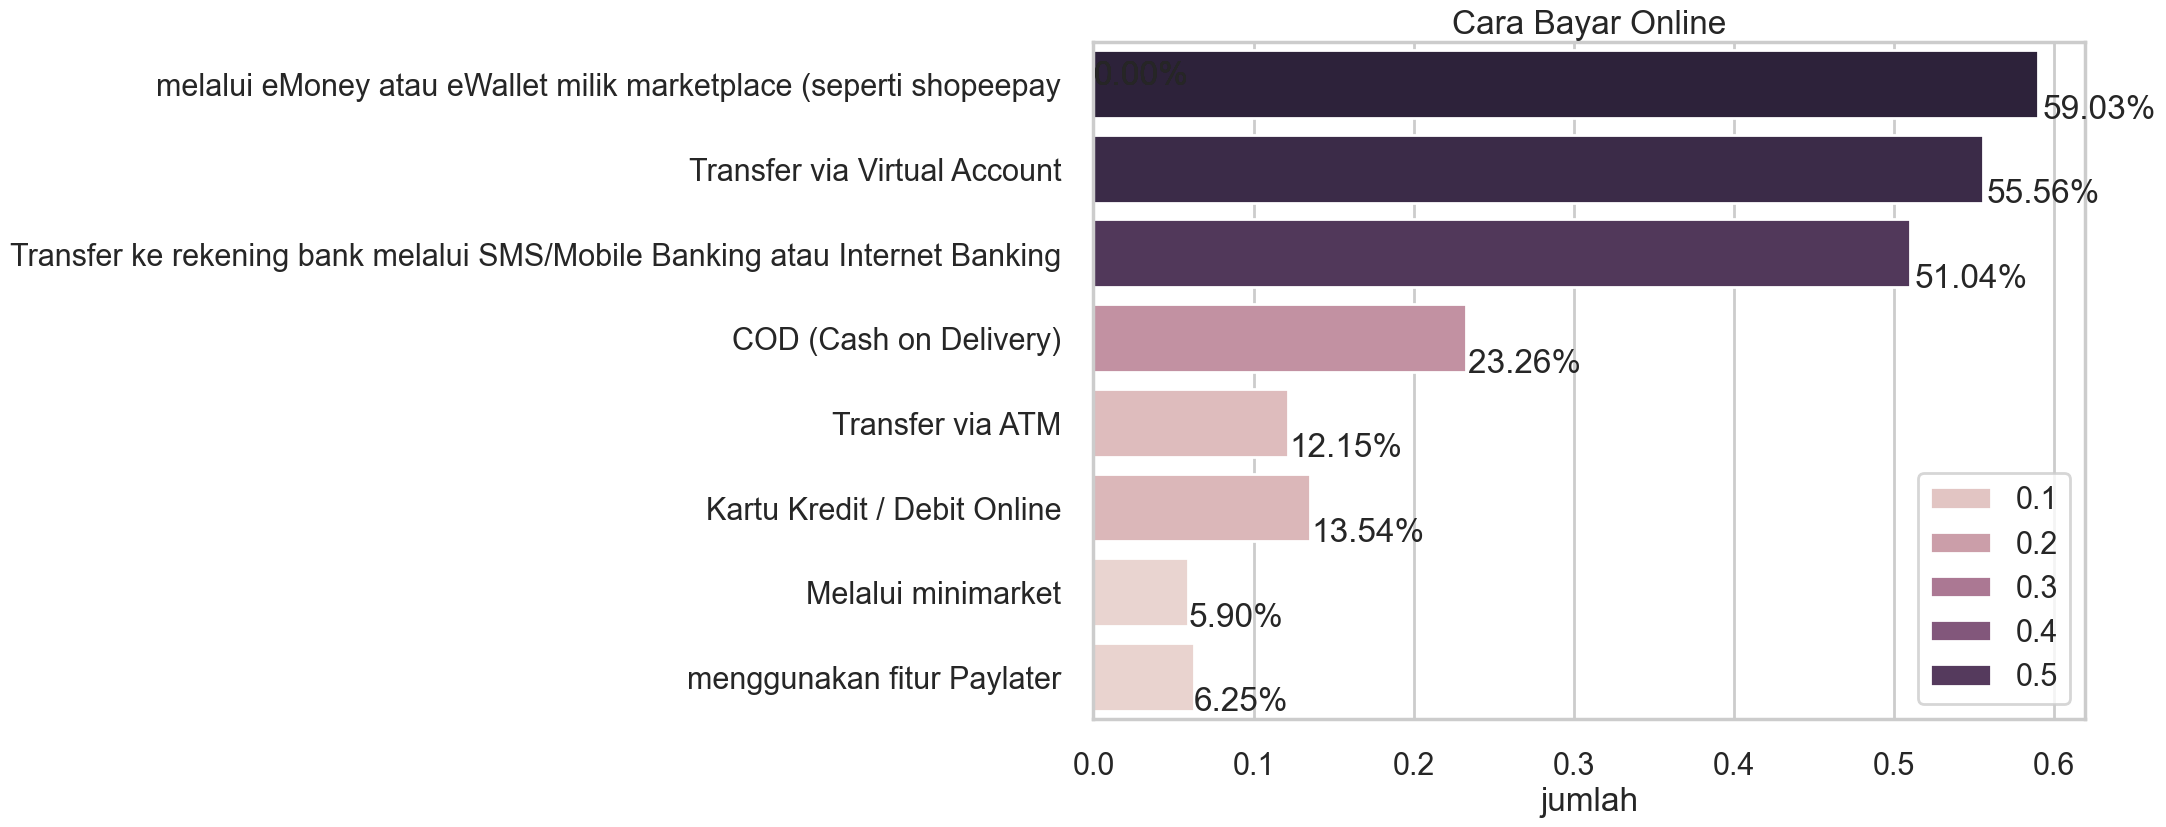 Cara Bayar Online
melalui eMoney atau eWallet milik marketplace (seperti shopeepay
0.00%
59.03%
Transfer via Virtual Account
55.56%
Transfer ke rekening bank melalui SMS/Mobile Banking atau Internet Banking
51.04%
COD (Cash on Delivery)
23.26%
Transfer via ATM
12.15%
Kartu Kredit / Debit Online
13.54%
Melalui minimarket
5.90%
menggunakan fitur Paylater
6.25%
0.1
0.2
0.3
0.4
0.5
0.0 0.1 0.2 0.3 0.4 0.5 0.6
jumlah